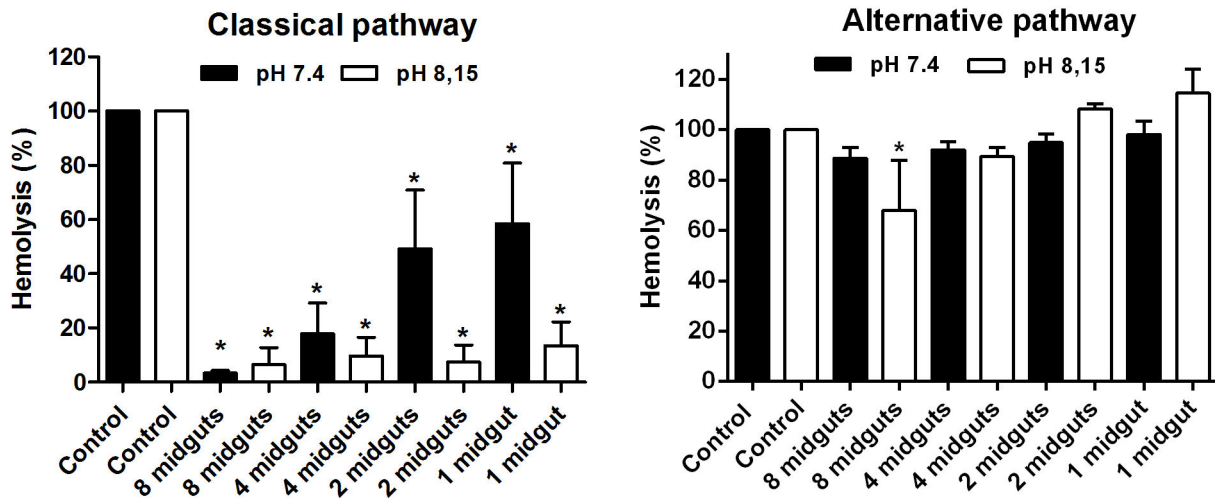 Classical pathway
pH 7.4
pH 8,15
Hemolysis (%)
120
100
80
60
40
20
0
*
*
*
*
*
*
*
*
Control
Control
8 midguts
8 midguts
4 midguts
4 midguts
2 midguts
2 midguts
1 midgut
1 midgut
Alternative pathway
pH 7.4
pH 8,15
Hemolysis (%)
120
100
80
60
40
20
0
*
Control
Control
8 midguts
8 midguts
4 midguts
4 midguts
2 midguts
2 midguts
1 midgut
1 midgut